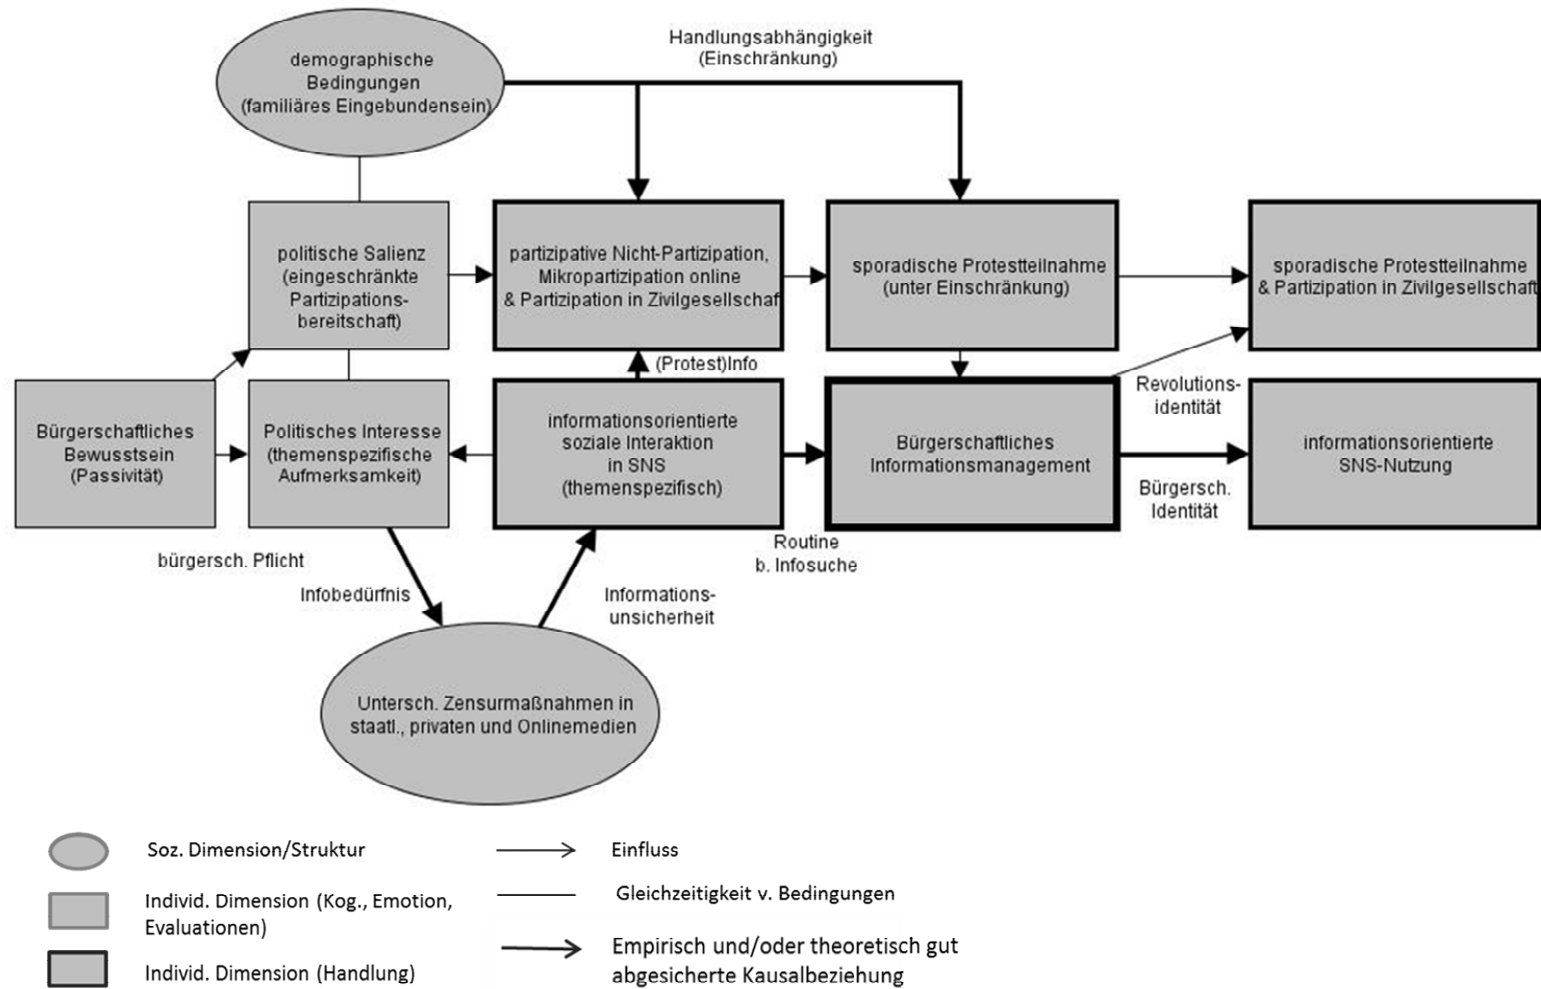 Handlungsabhängigkeit
(Einschränkung)
demographische
Bedingungen
(familiäres Eingebundensein)
politische Salienz
(eingeschränkte
Partizipations-
bereitschaft)
partizipative Nicht-Partizipation,
Mikropartizipation online
& Partizipation in Zivilgesellschaf
sporadische Protestteilnahme
(unter Einschränkung)
sporadische Protestteilnahme
& Partizipation in Zivilgesellschaft
(Protest)Info
Revolutions-
identität
Bürgerschaftliches
Bewusstsein
(Passivität)
Politisches Interesse
(themenspezifische
Aufmerksamkeit)
informationsorientierte
soziale Interaktion
in SNS
(themenspezifisch)
Bürgerschaftliches
Informationsmanagement
informationsorientierte
SNS-Nutzung
Bürgersch.
Identität
bürgersch. Pflicht
Infobedürfnis
Informations-
unsicherheit
Routine
b. Infosuche
Untersch. Zensurmaßnahmen in
staatl., privaten und Onlinemedien
Soz. Dimension/Struktur
Individ. Dimension (Kog., Emotion,
Evaluationen)
Individ. Dimension (Handlung)
Einfluss
Gleichzeitigkeit v. Bedingungen
Empirisch und/oder theoretisch gut
abgesicherte Kausalbeziehung